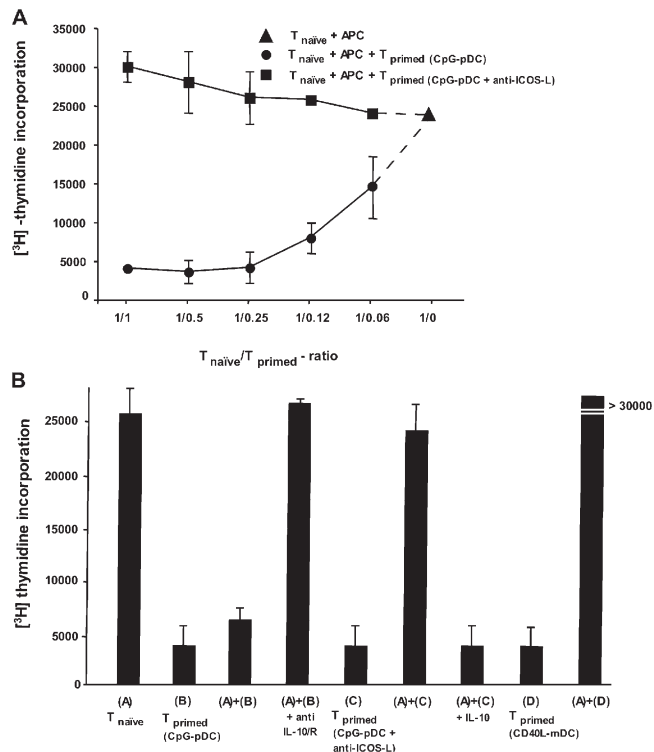 A
T naïve + APC
T naïve + APC + T primed (CpG-pDC)
T naïve + APC + T primed (CpG-pDC + anti-ICOS-L)
[³H] -thymidine incorporation
35000
30000
25000
20000
15000
10000
5000
0
1/1 1/0.5 1/0.25 1/0.12 1/0.06 1/0
T naïve/T primed - ratio
B
[³H] thymidine incorporation
25000
20000
15000
10000
5000
0
> 30000
(A) (B) (A)+(B) (A)+(B) (C) (A)+(C) (A)+(C) (D) (A)+(D)
T naïve T primed + anti T primed + IL-10 T primed
(CpG-pDC) IL-10/R (CpG-pDC + (CD40L-mDC)
anti-ICOS-L)